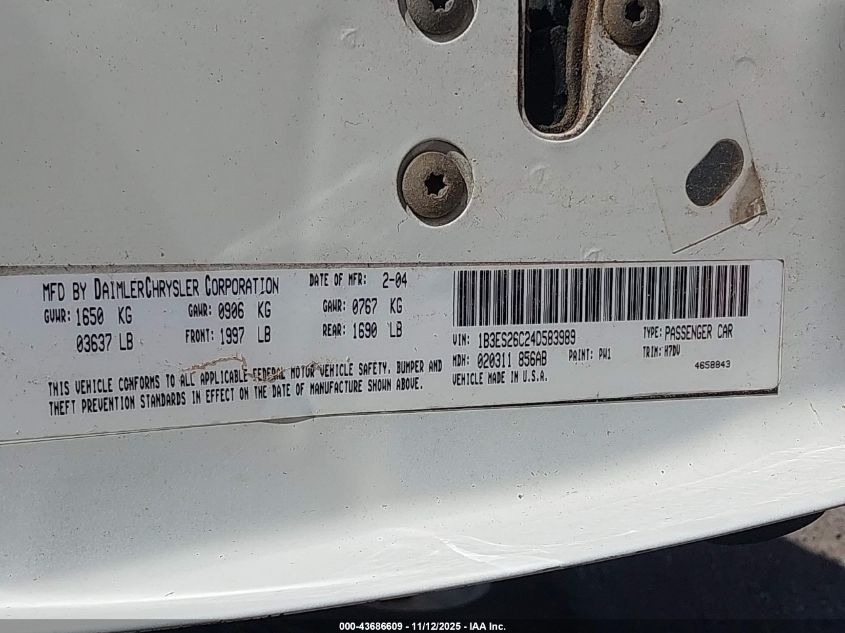 MFD BY DAIMLERCHRYSLER CORPORATION DATE OF MFR: 2-04
GVWR: 1650 KG GAWR: 0906 KG GAWR: 0767 KG
03637 LB FRONT: 1997 LB REAR: 1690 LB
THIS VEHICLE CONFORMS TO ALL APPLICABLE FEDERAL MOTOR VEHICLE SAFETY, BUMPER AND
THEFT PREVENTION STANDARDS IN EFFECT ON THE DATE OF MANUFACTURE SHOWN ABOVE.
VIN: 1B3ES26C24D583989 TYPE: PASSENGER CAR
MDH: 020311 856AB PAINT: PW1 TRIM: H7DV
VEHICLE MADE IN U.S.A. 4658843
000-43686609 - 11/12/2025 - IAA Inc.